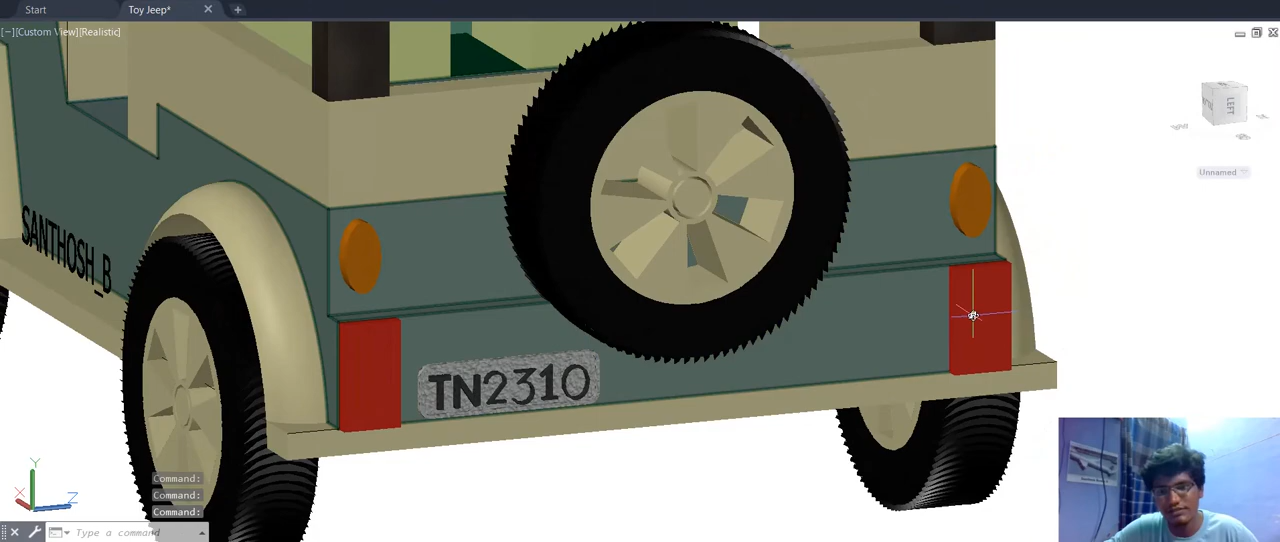 Start
Toy Jeep*
[−][Custom View][Realistic]
LEFT
Unnamed
SANTHOSH_B
TN2310
Y
X
Z
Command:
Command:
Command:
Type a command